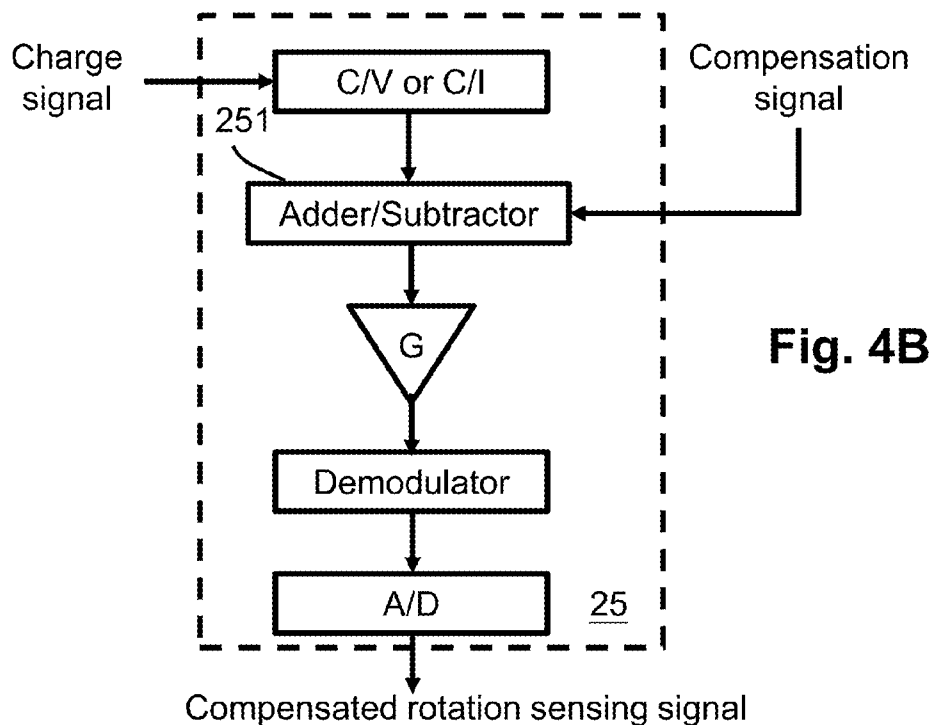 Charge
signal
C/V or C/I
Compensation
signal
251
Adder/Subtractor
G
Fig. 4B
Demodulator
A/D
25
Compensated rotation sensing signal